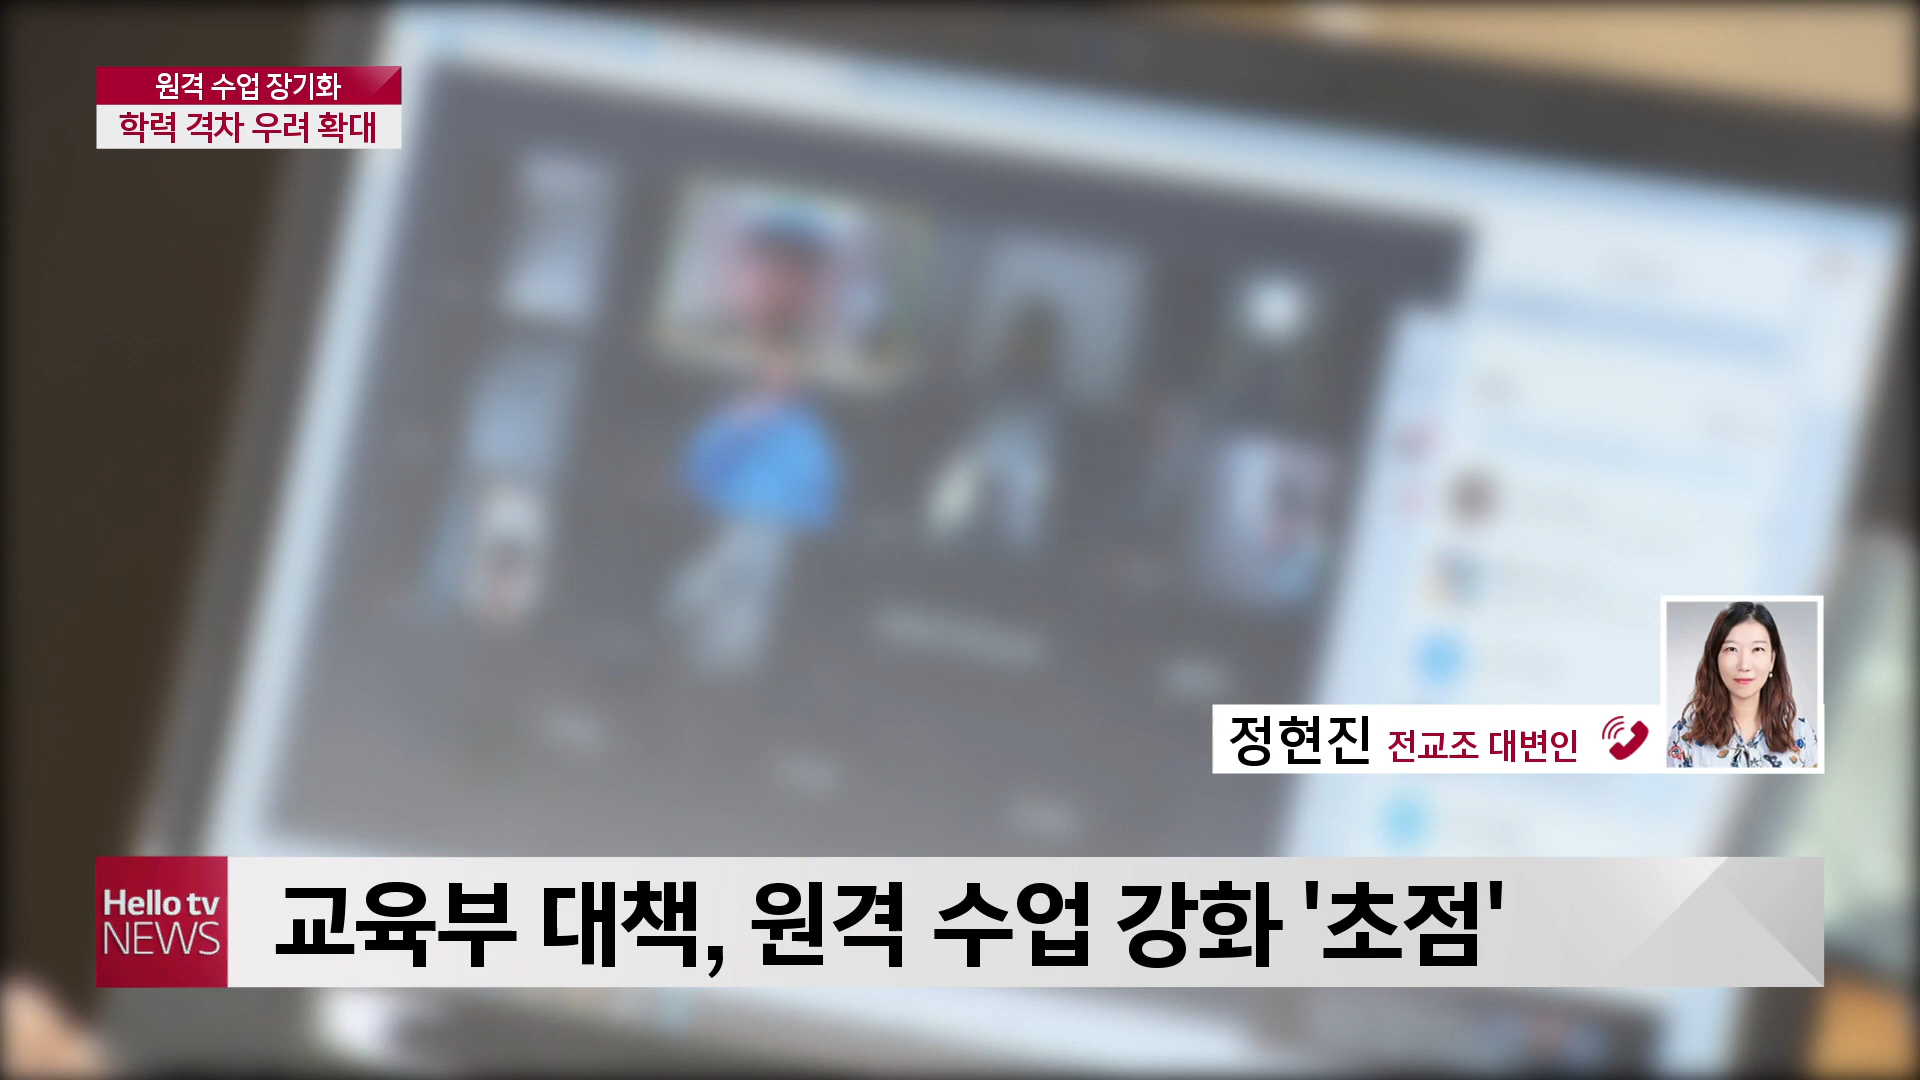 원격 수업 장기화
학력 격차 우려 확대
정현진 전교조 대변인
Hello tv
NEWS
교육부 대책, 원격 수업 강화 '초점'